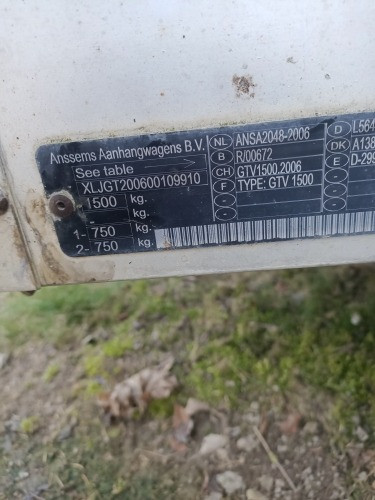 Anssems Aanhangwagens B.V.
See table
XLJGT200600109910
1500 kg.
- kg.
1- 750 kg.
2- 750 kg.
NL ANSA2048-2006
B R/00672
CH GTV1500.2006
F TYPE: GTV 1500
-
-
D L564
DK A138
E D-299